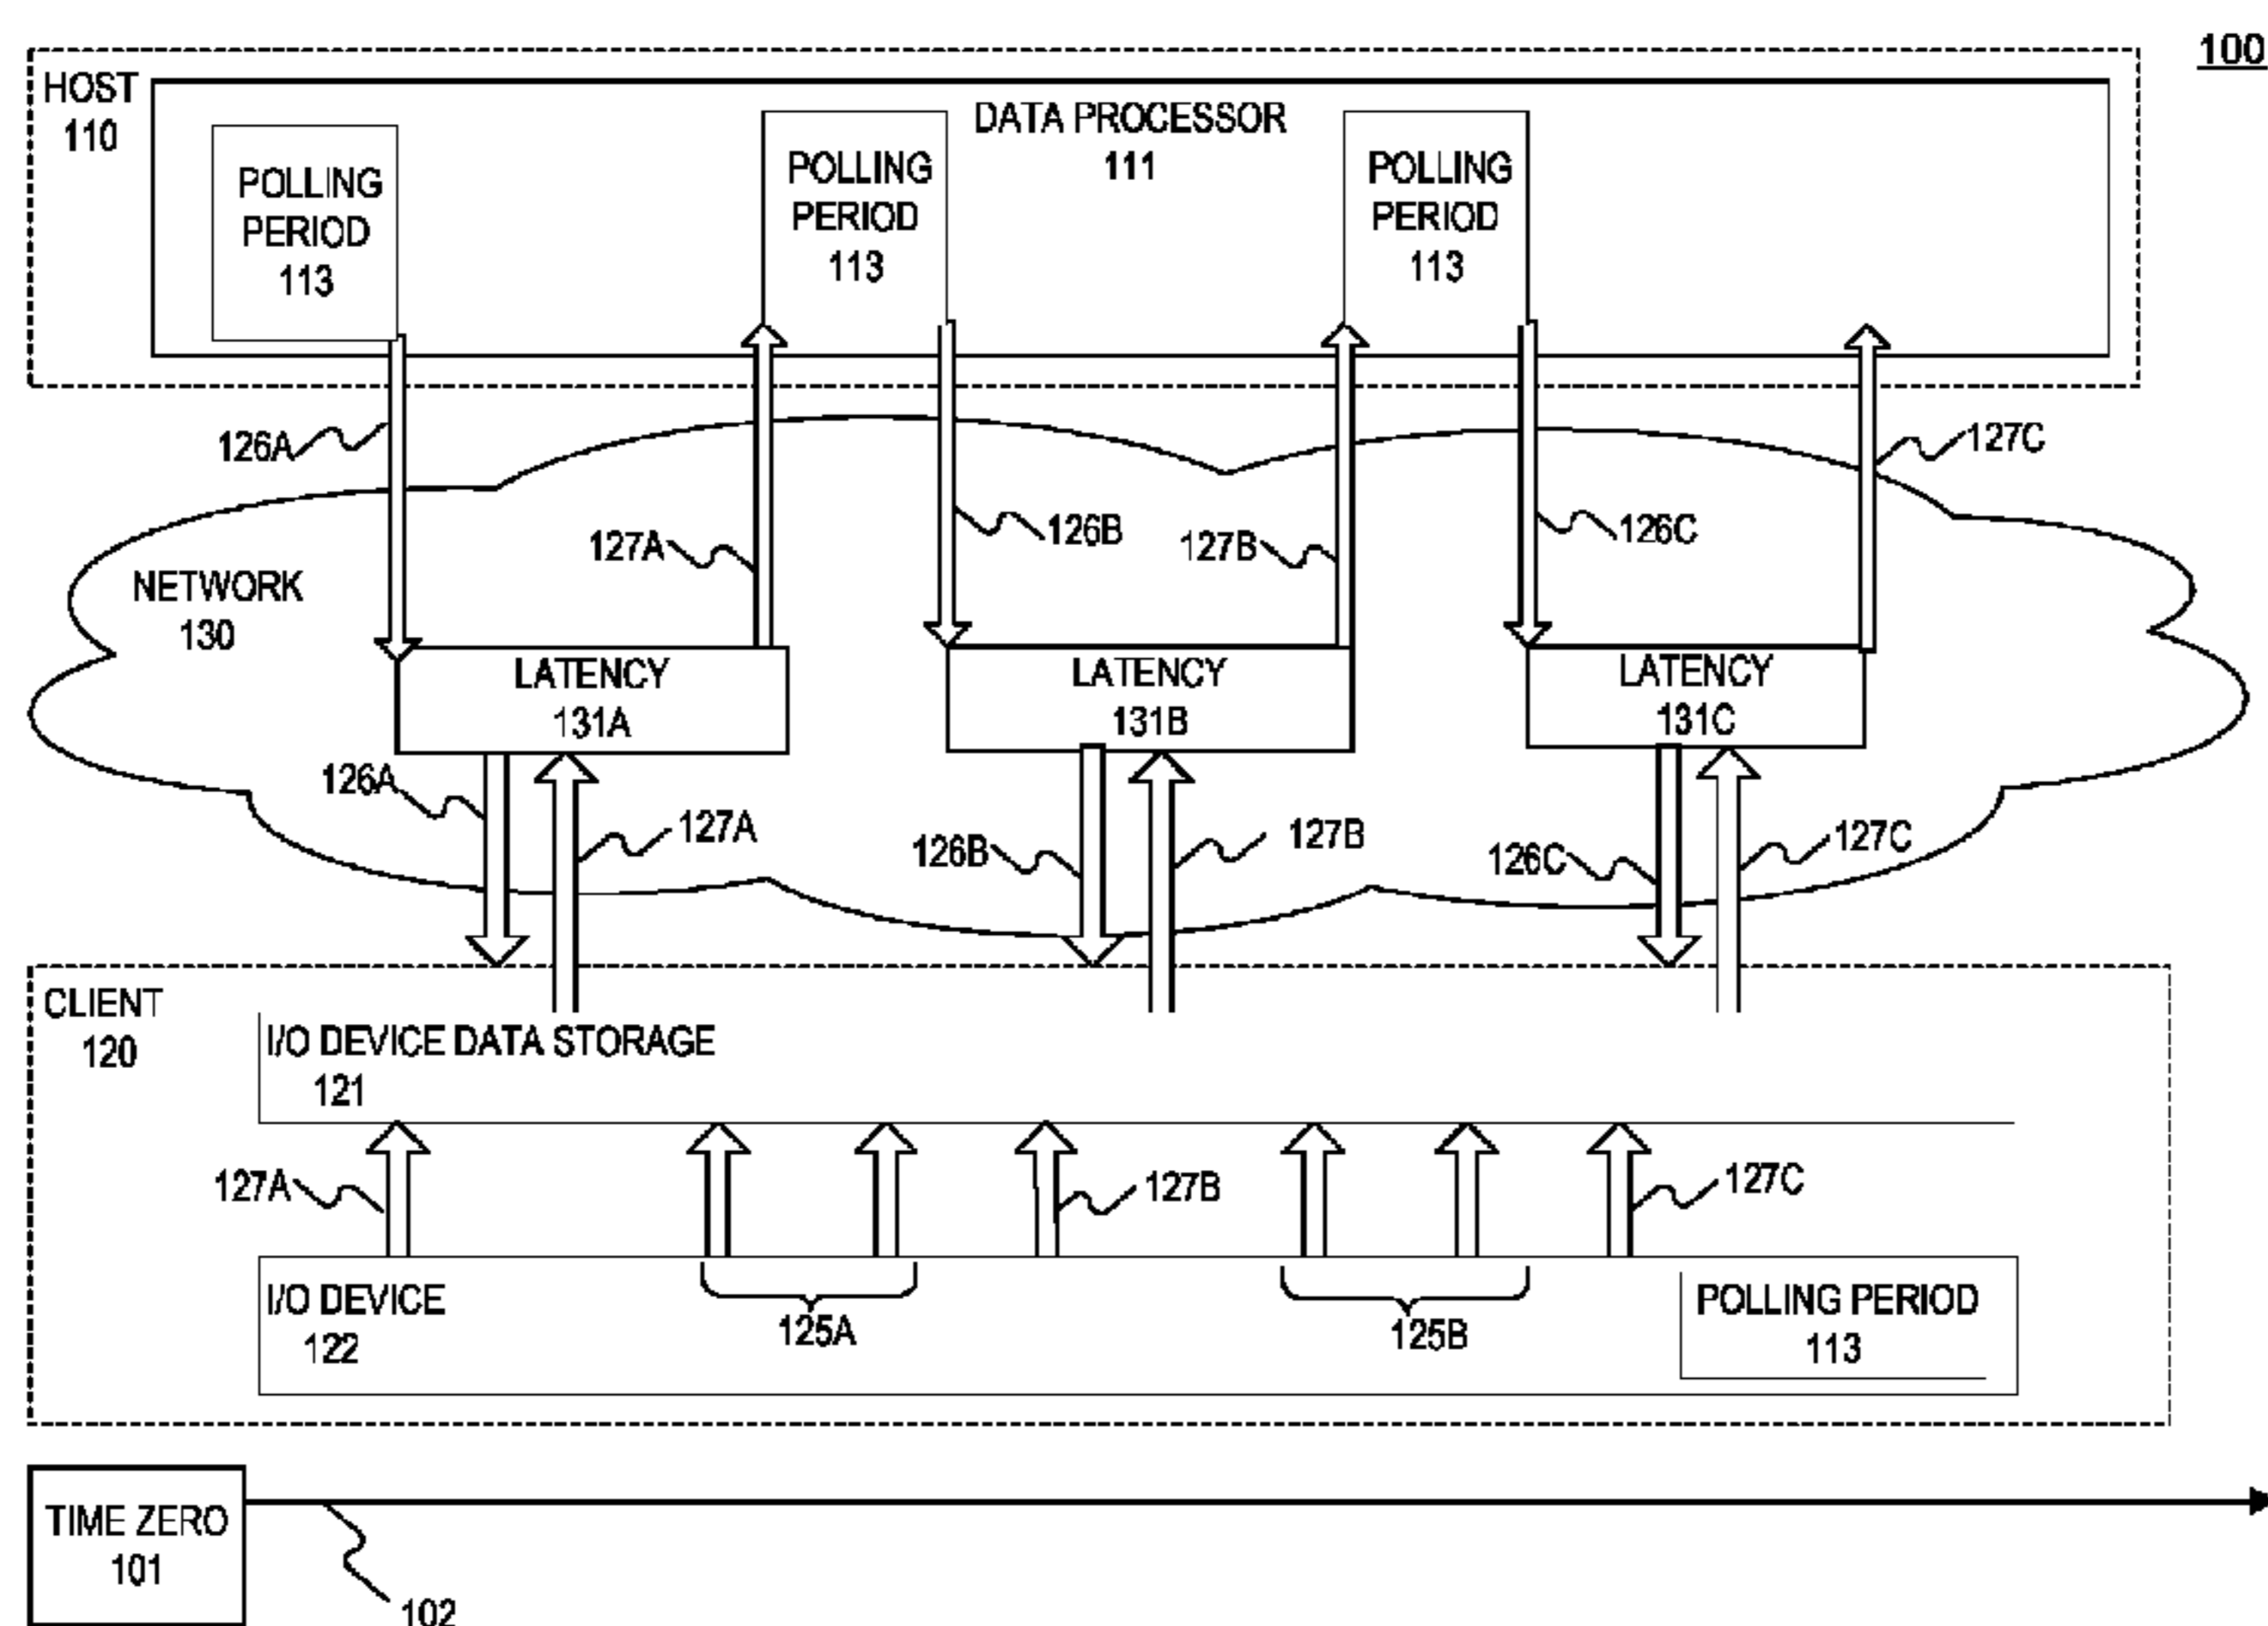 100
HOST
110
DATA PROCESSOR
111
POLLING
PERIOD
113
POLLING
PERIOD
113
POLLING
PERIOD
113
126A
127A
126B
127B
126C
127C
NETWORK
130
LATENCY
131A
LATENCY
131B
LATENCY
131C
126A
127A
126B
127B
126C
127C
CLIENT
120
I/O DEVICE DATA STORAGE
121
127A
127B
127C
I/O DEVICE
122
125A
125B
POLLING PERIOD
113
TIME ZERO
101
102